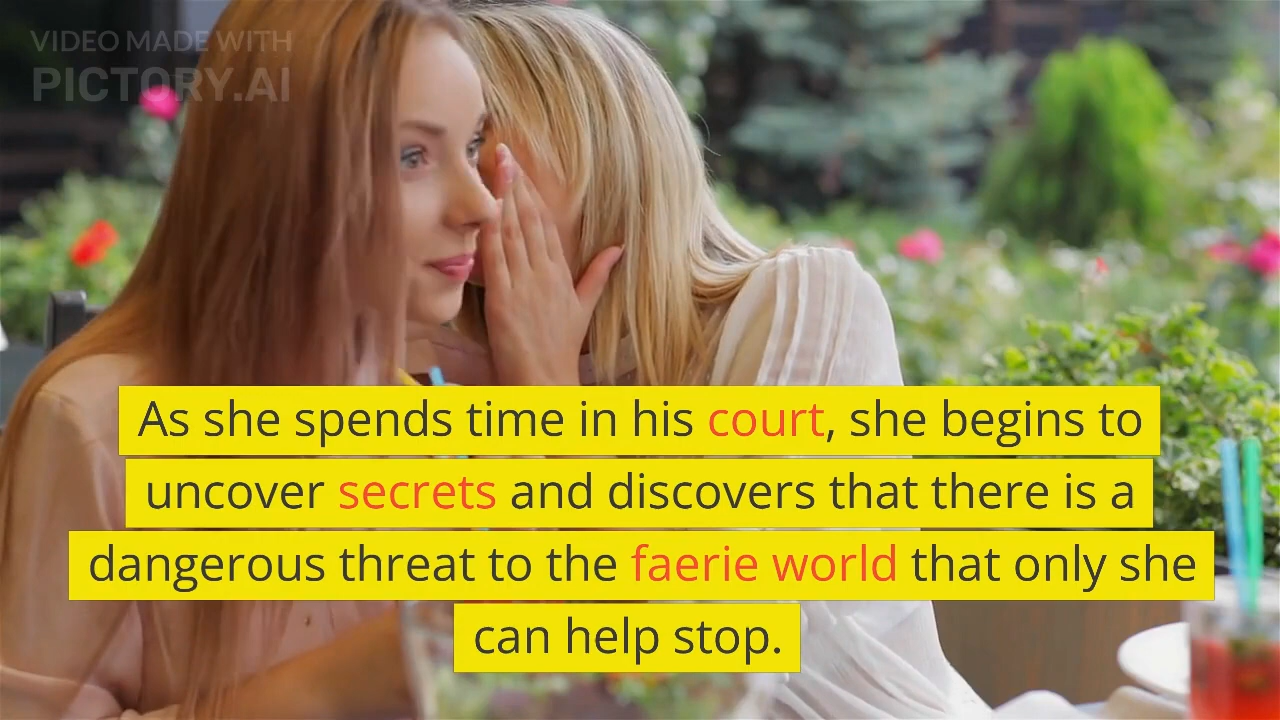 VIDEO MADE WITH
PICTORY.AI
As she spends time in his court, she begins to
uncover secrets and discovers that there is a
dangerous threat to the faerie world that only she
can help stop.